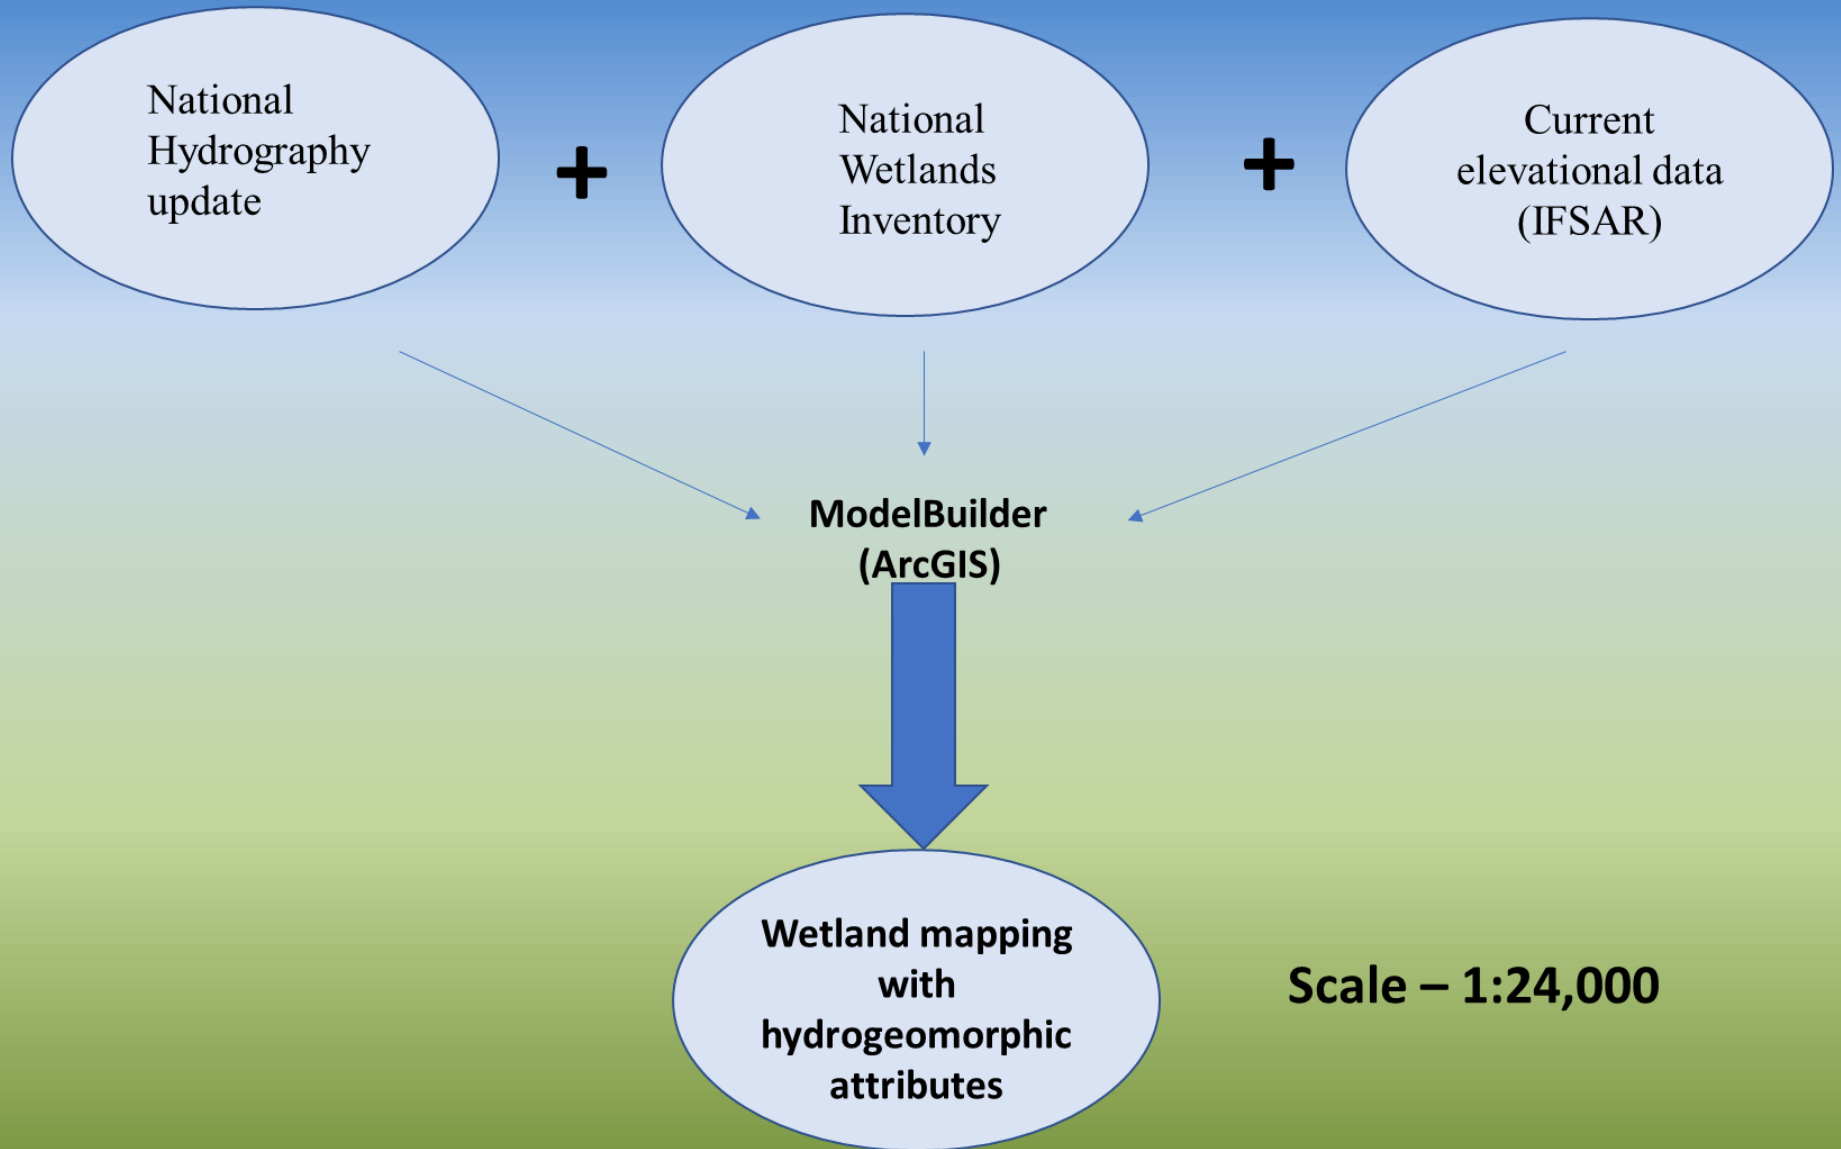 National
Hydrography
update
+
National
Wetlands
Inventory
+
Current
elevational data
(IFSAR)
ModelBuilder
(ArcGIS)
Wetland mapping
with
hydrogeomorphic
attributes
Scale – 1:24,000